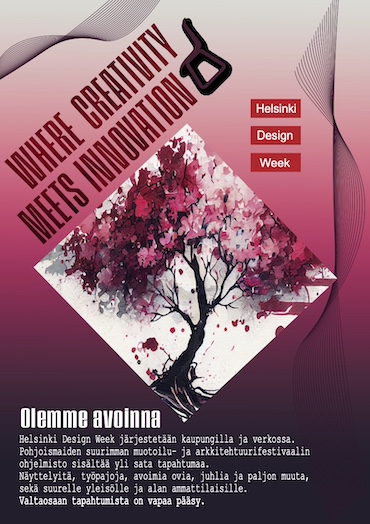 WHERE CREATIVITY
MEETS INNOVATION
Helsinki
Design
Week
Olemme avoinna
Helsinki Design Week järjestetään kaupungilla ja verkossa.
Pohjoismaiden suurimman muotoilu- ja arkkitehtuurifestivaalin
ohjelmisto sisältää yli sata tapahtumaa.
Näyttelyitä, työpajoja, avoimia ovia, juhlia ja paljon muuta,
sekä suurelle yleisölle ja alan ammattilaisille.
Valtaosaan tapahtumista on vapaa pääsy.